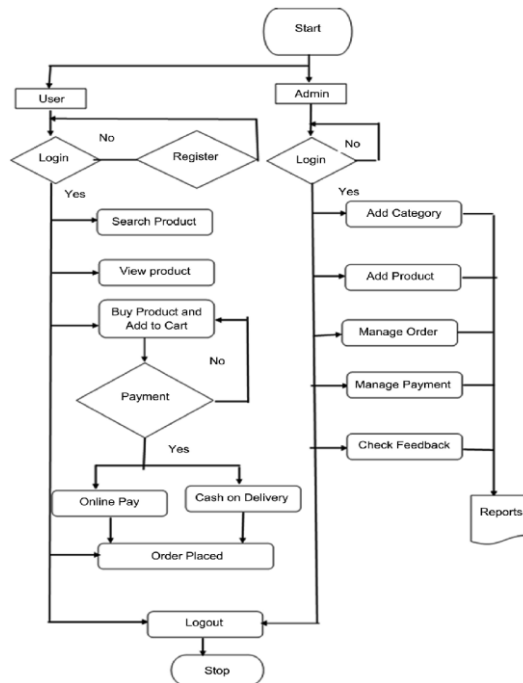 Start
User
Admin
No
Login
Register
Login
No
Yes
Yes
Search Product
Add Category
View product
Add Product
Buy Product and
Add to Cart
Manage Order
No
Payment
Manage Payment
Yes
Check Feedback
Online Pay
Cash on Delivery
Reports
Order Placed
Logout
Stop